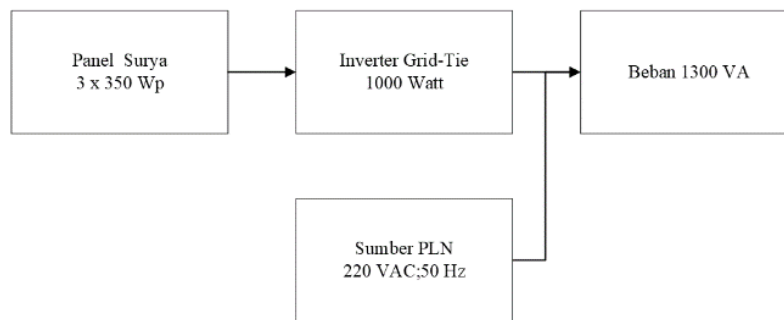 Panel Surya
3 x 350 Wp
Inverter Grid-Tie
1000 Watt
Beban 1300 VA
Sumber PLN
220 VAC;50 Hz